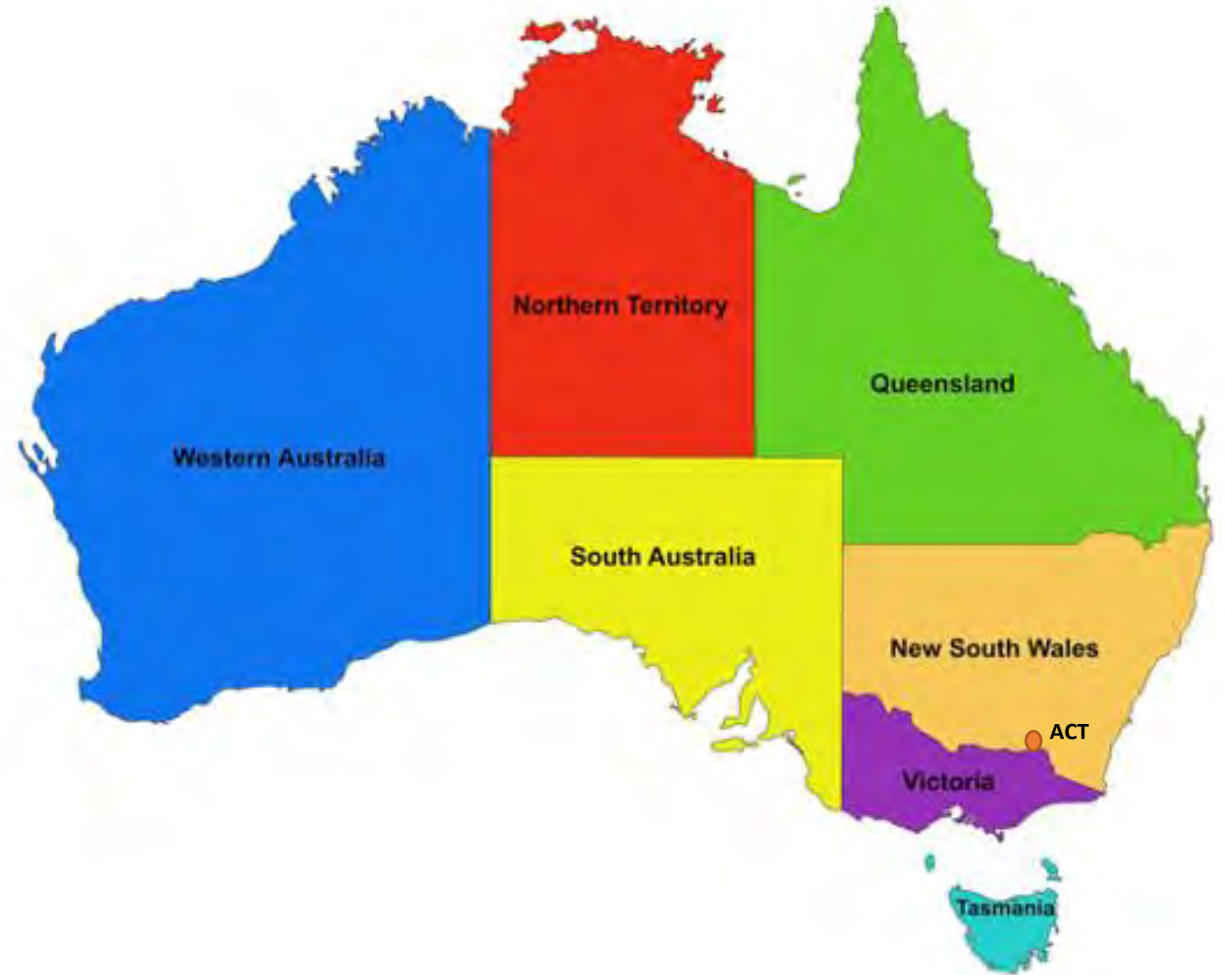 Northern Territory
Queensland
Western Australia
South Australia
New South Wales
ACT
Victoria
Tasmania